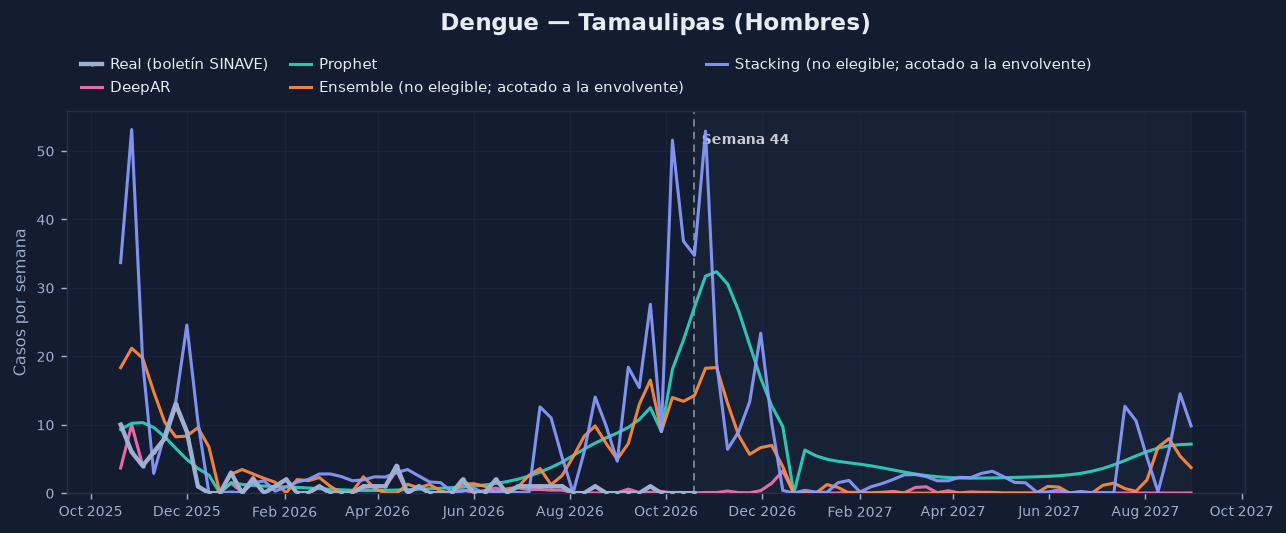 Dengue — Tamaulipas (Hombres)
Real (boletín SINAVE)
Prophet
Stacking (no elegible; acotado a la envolvente)
DeepAR
Ensemble (no elegible; acotado a la envolvente)
Semana 44
Casos por semana
50
40
30
20
10
0
Oct 2025 Dec 2025 Feb 2026 Apr 2026 Jun 2026 Aug 2026 Oct 2026 Dec 2026 Feb 2027 Apr 2027 Jun 2027 Aug 2027 Oct 2027